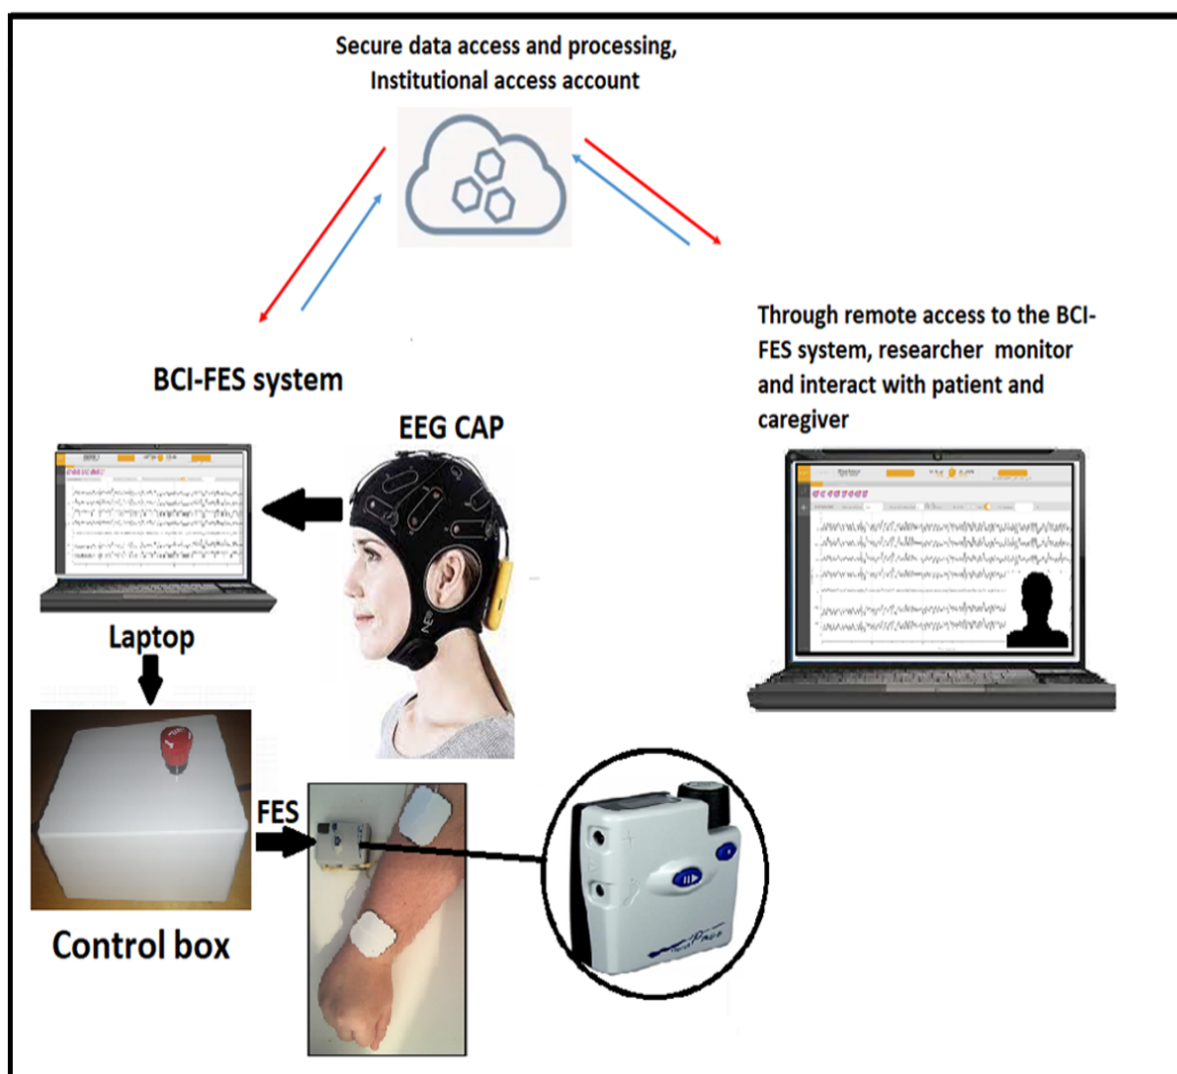 Secure data access and processing,
Institutional access account
Through remote access to the BCI-
FES system, researcher monitor
and interact with patient and
caregiver
BCI-FES system
EEG CAP
Laptop
FES
Control box